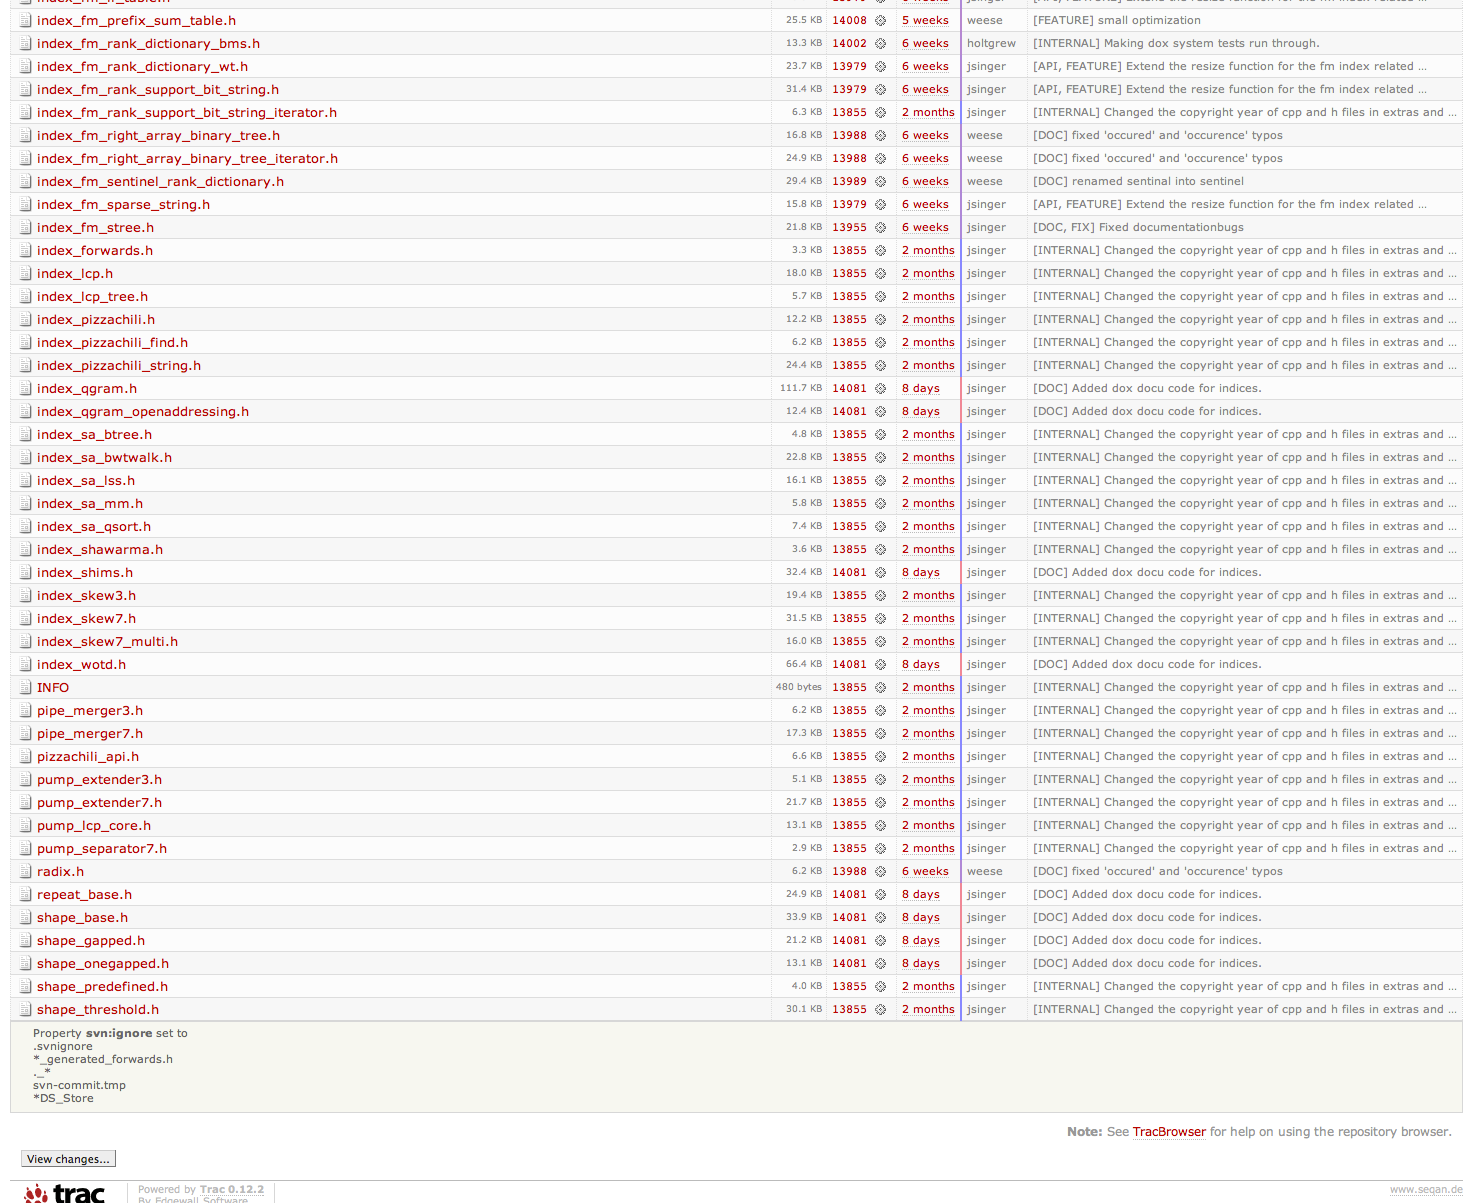 index_fm_prefix_sum_table.h 25.5 KB 14008 5 weeks weese [FEATURE] small optimization
index_fm_rank_dictionary_bms.h 13.3 KB 14002 6 weeks holtgrew [INTERNAL] Making dox system tests run through.
index_fm_rank_dictionary_wt.h 23.7 KB 13979 6 weeks jsinger [API, FEATURE] Extend the resize function for the fm index related …
index_fm_rank_support_bit_string.h 31.4 KB 13979 6 weeks jsinger [API, FEATURE] Extend the resize function for the fm index related …
index_fm_rank_support_bit_string_iterator.h 6.3 KB 13855 2 months jsinger [INTERNAL] Changed the copyright year of cpp and h files in extras and …
index_fm_right_array_binary_tree.h 16.8 KB 13988 6 weeks weese [DOC] fixed 'occured' and 'occurence' typos
index_fm_right_array_binary_tree_iterator.h 24.9 KB 13988 6 weeks weese [DOC] fixed 'occured' and 'occurence' typos
index_fm_sentinel_rank_dictionary.h 29.4 KB 13989 6 weeks weese [DOC] renamed sentinal into sentinel
index_fm_sparse_string.h 15.8 KB 13979 6 weeks jsinger [API, FEATURE] Extend the resize function for the fm index related …
index_fm_stree.h 21.8 KB 13955 6 weeks jsinger [DOC, FIX] Fixed documentationbugs
index_forwards.h 3.3 KB 13855 2 months jsinger [INTERNAL] Changed the copyright year of cpp and h files in extras and …
index_lcp.h 18.0 KB 13855 2 months jsinger [INTERNAL] Changed the copyright year of cpp and h files in extras and …
index_lcp_tree.h 5.7 KB 13855 2 months jsinger [INTERNAL] Changed the copyright year of cpp and h files in extras and …
index_pizzachili.h 12.2 KB 13855 2 months jsinger [INTERNAL] Changed the copyright year of cpp and h files in extras and …
index_pizzachili_find.h 6.2 KB 13855 2 months jsinger [INTERNAL] Changed the copyright year of cpp and h files in extras and …
index_pizzachili_string.h 24.4 KB 13855 2 months jsinger [INTERNAL] Changed the copyright year of cpp and h files in extras and …
index_qgram.h 111.7 KB 14081 8 days jsinger [DOC] Added dox docu code for indices.
index_qgram_openaddressing.h 12.4 KB 14081 8 days jsinger [DOC] Added dox docu code for indices.
index_sa_btree.h 4.8 KB 13855 2 months jsinger [INTERNAL] Changed the copyright year of cpp and h files in extras and …
index_sa_bwtwalk.h 22.8 KB 13855 2 months jsinger [INTERNAL] Changed the copyright year of cpp and h files in extras and …
index_sa_lss.h 16.1 KB 13855 2 months jsinger [INTERNAL] Changed the copyright year of cpp and h files in extras and …
index_sa_mm.h 5.8 KB 13855 2 months jsinger [INTERNAL] Changed the copyright year of cpp and h files in extras and …
index_sa_qsort.h 7.4 KB 13855 2 months jsinger [INTERNAL] Changed the copyright year of cpp and h files in extras and …
index_shawarma.h 3.6 KB 13855 2 months jsinger [INTERNAL] Changed the copyright year of cpp and h files in extras and …
index_shims.h 32.4 KB 14081 8 days jsinger [DOC] Added dox docu code for indices.
index_skew3.h 19.4 KB 13855 2 months jsinger [INTERNAL] Changed the copyright year of cpp and h files in extras and …
index_skew7.h 31.5 KB 13855 2 months jsinger [INTERNAL] Changed the copyright year of cpp and h files in extras and …
index_skew7_multi.h 16.0 KB 13855 2 months jsinger [INTERNAL] Changed the copyright year of cpp and h files in extras and …
index_wotd.h 66.4 KB 14081 8 days jsinger [DOC] Added dox docu code for indices.
INFO 480 bytes 13855 2 months jsinger [INTERNAL] Changed the copyright year of cpp and h files in extras and …
pipe_merger3.h 6.2 KB 13855 2 months jsinger [INTERNAL] Changed the copyright year of cpp and h files in extras and …
pipe_merger7.h 17.3 KB 13855 2 months jsinger [INTERNAL] Changed the copyright year of cpp and h files in extras and …
pizzachili_api.h 6.6 KB 13855 2 months jsinger [INTERNAL] Changed the copyright year of cpp and h files in extras and …
pump_extender3.h 5.1 KB 13855 2 months jsinger [INTERNAL] Changed the copyright year of cpp and h files in extras and …
pump_extender7.h 21.7 KB 13855 2 months jsinger [INTERNAL] Changed the copyright year of cpp and h files in extras and …
pump_lcp_core.h 13.1 KB 13855 2 months jsinger [INTERNAL] Changed the copyright year of cpp and h files in extras and …
pump_separator7.h 2.9 KB 13855 2 months jsinger [INTERNAL] Changed the copyright year of cpp and h files in extras and …
radix.h 6.2 KB 13988 6 weeks weese [DOC] fixed 'occured' and 'occurence' typos
repeat_base.h 24.9 KB 14081 8 days jsinger [DOC] Added dox docu code for indices.
shape_base.h 33.9 KB 14081 8 days jsinger [DOC] Added dox docu code for indices.
shape_gapped.h 21.2 KB 14081 8 days jsinger [DOC] Added dox docu code for indices.
shape_onegapped.h 13.1 KB 14081 8 days jsinger [DOC] Added dox docu code for indices.
shape_predefined.h 4.0 KB 13855 2 months jsinger [INTERNAL] Changed the copyright year of cpp and h files in extras and …
shape_threshold.h 30.1 KB 13855 2 months jsinger [INTERNAL] Changed the copyright year of cpp and h files in extras and …
Property svn:ignore set to
.svnignore
*_generated_forwards.h
._*
svn-commit.tmp
*DS_Store
Note: See TracBrowser for help on using the repository browser.
View changes...
trac Powered by Trac 0.12.2 www.seqan.de
By Edgewall Software